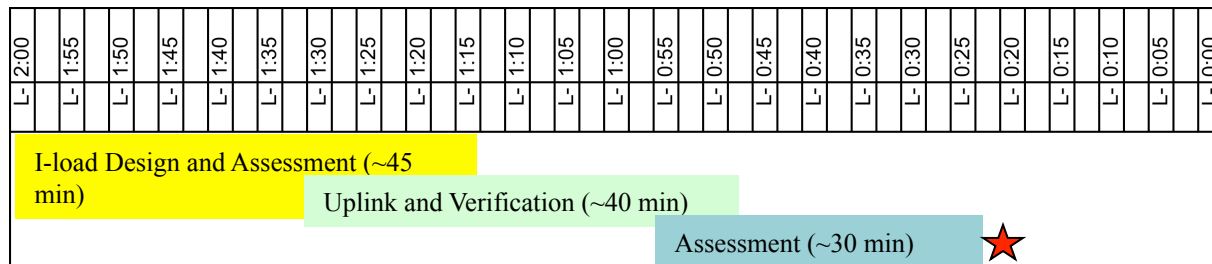 L- 2:00
L- 1:55
L- 1:50
L- 1:45
L- 1:40
L- 1:35
L- 1:30
L- 1:25
L- 1:20
L- 1:15
L- 1:10
L- 1:05
L- 1:00
L- 0:55
L- 0:50
L- 0:45
L- 0:40
L- 0:35
L- 0:30
L- 0:25
L- 0:20
L- 0:15
L- 0:10
L- 0:05
L- 0:00
I-load Design and Assessment (~45
min)
Uplink and Verification (~40 min)
Assessment (~30 min)